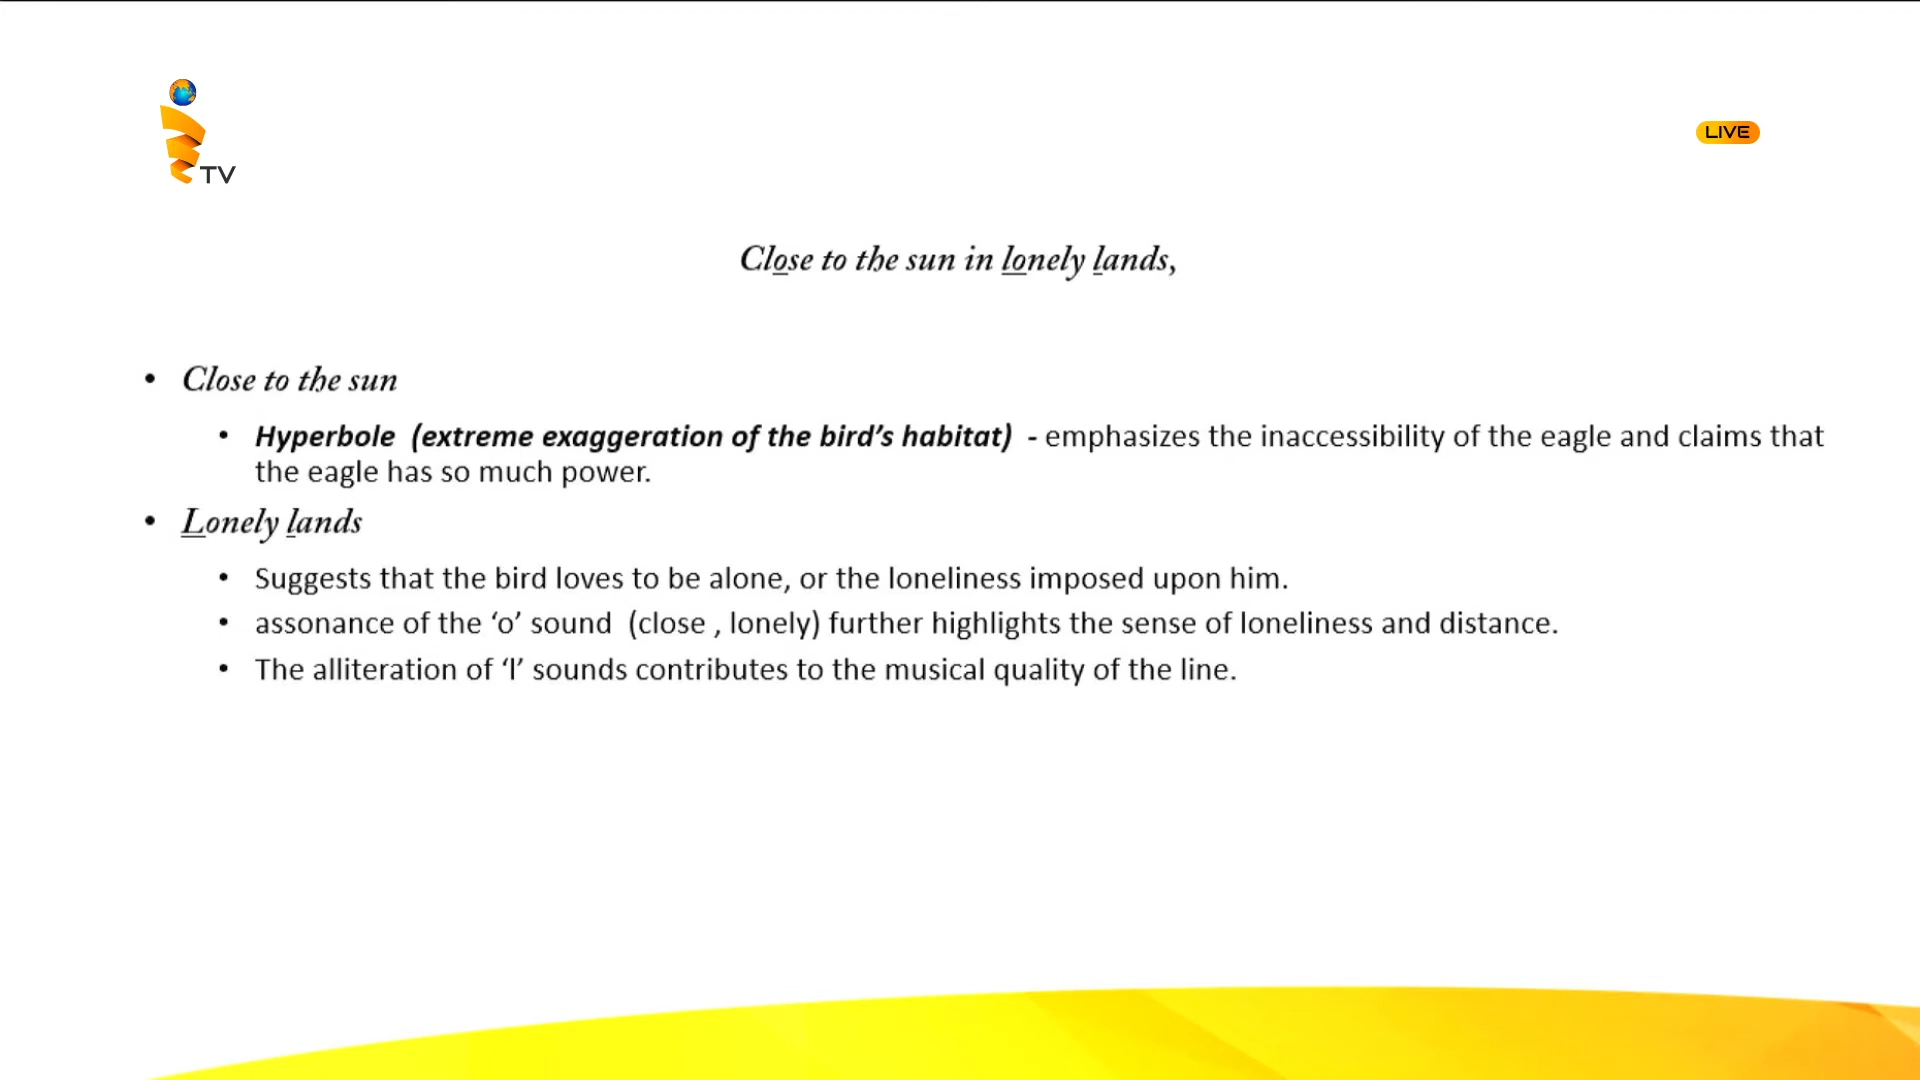 TV
LIVE
Close to the sun in lonely lands,
• Close to the sun
• Hyperbole (extreme exaggeration of the bird’s habitat) - emphasizes the inaccessibility of the eagle and claims that
the eagle has so much power.
• Lonely lands
• Suggests that the bird loves to be alone, or the loneliness imposed upon him.
• assonance of the ‘o’ sound (close , lonely) further highlights the sense of loneliness and distance.
• The alliteration of ‘l’ sounds contributes to the musical quality of the line.